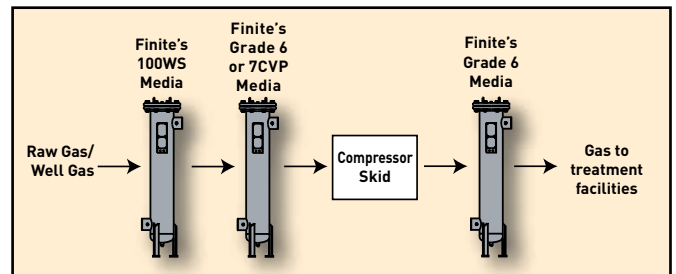 Raw Gas/
Well Gas
Finite's
100WS
Media
Finite's
Grade 6
or 7CVP
Media
Compressor
Skid
Finite's
Grade 6
Media
Gas to
treatment
facilities